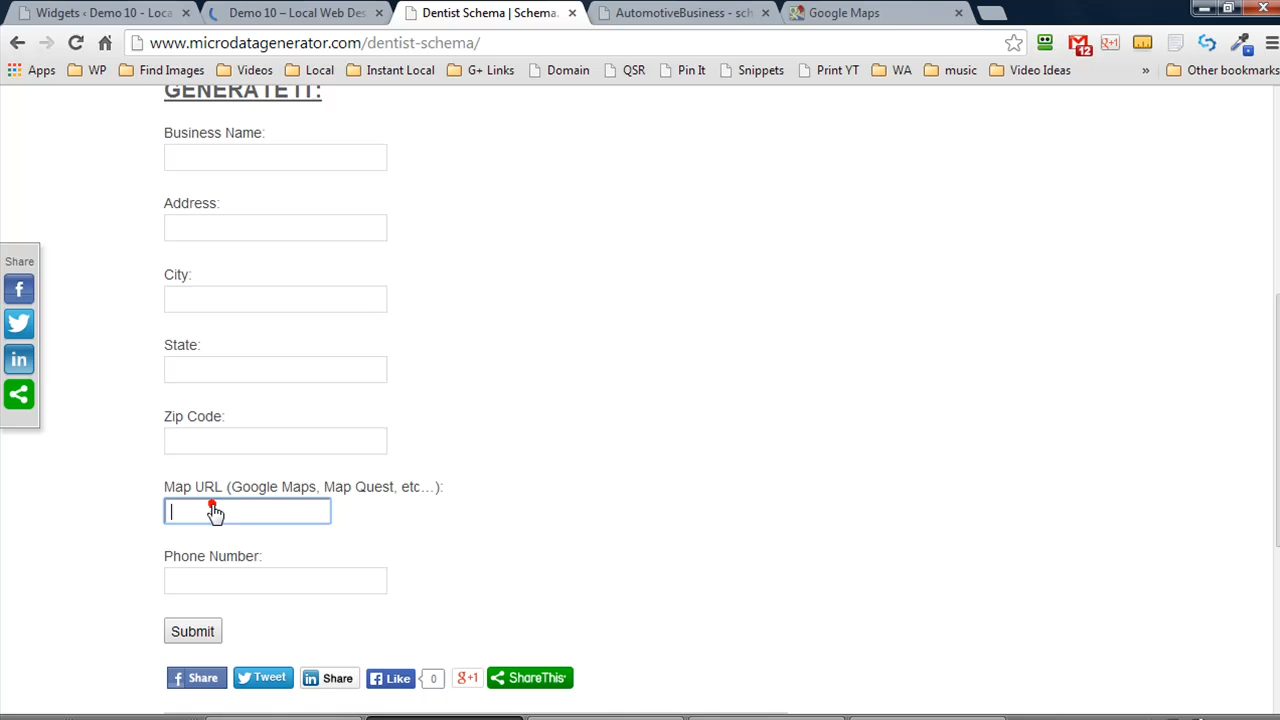 Widgets ‹ Demo 10 - Loca
Demo 10 – Local Web Des
Dentist Schema | Schema.
AutomotiveBusiness - sch
Google Maps
www.microdatagenerator.com/dentist-schema/
12
g+1
Apps
WP
Find Images
Videos
Local
Instant Local
G+ Links
Domain
QSR
Pin It
Snippets
Print YT
WA
music
Video Ideas
»
Other bookmarks
GENERATE IT:
Business Name:
Address:
City:
Share
State:
Zip Code:
Map URL (Google Maps, Map Quest, etc…):
Phone Number:
Submit
Share
Tweet
Share
Like
0
g+1
ShareThis